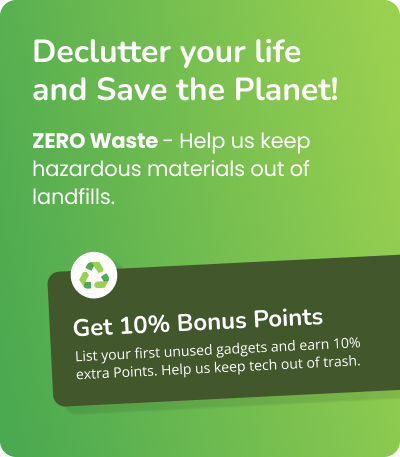 Declutter your life
and Save the Planet!
ZERO Waste - Help us keep
hazardous materials out of
landfills.
Get 10% Bonus Points
List your first unused gadgets and earn 10%
extra Points. Help us keep tech out of trash.